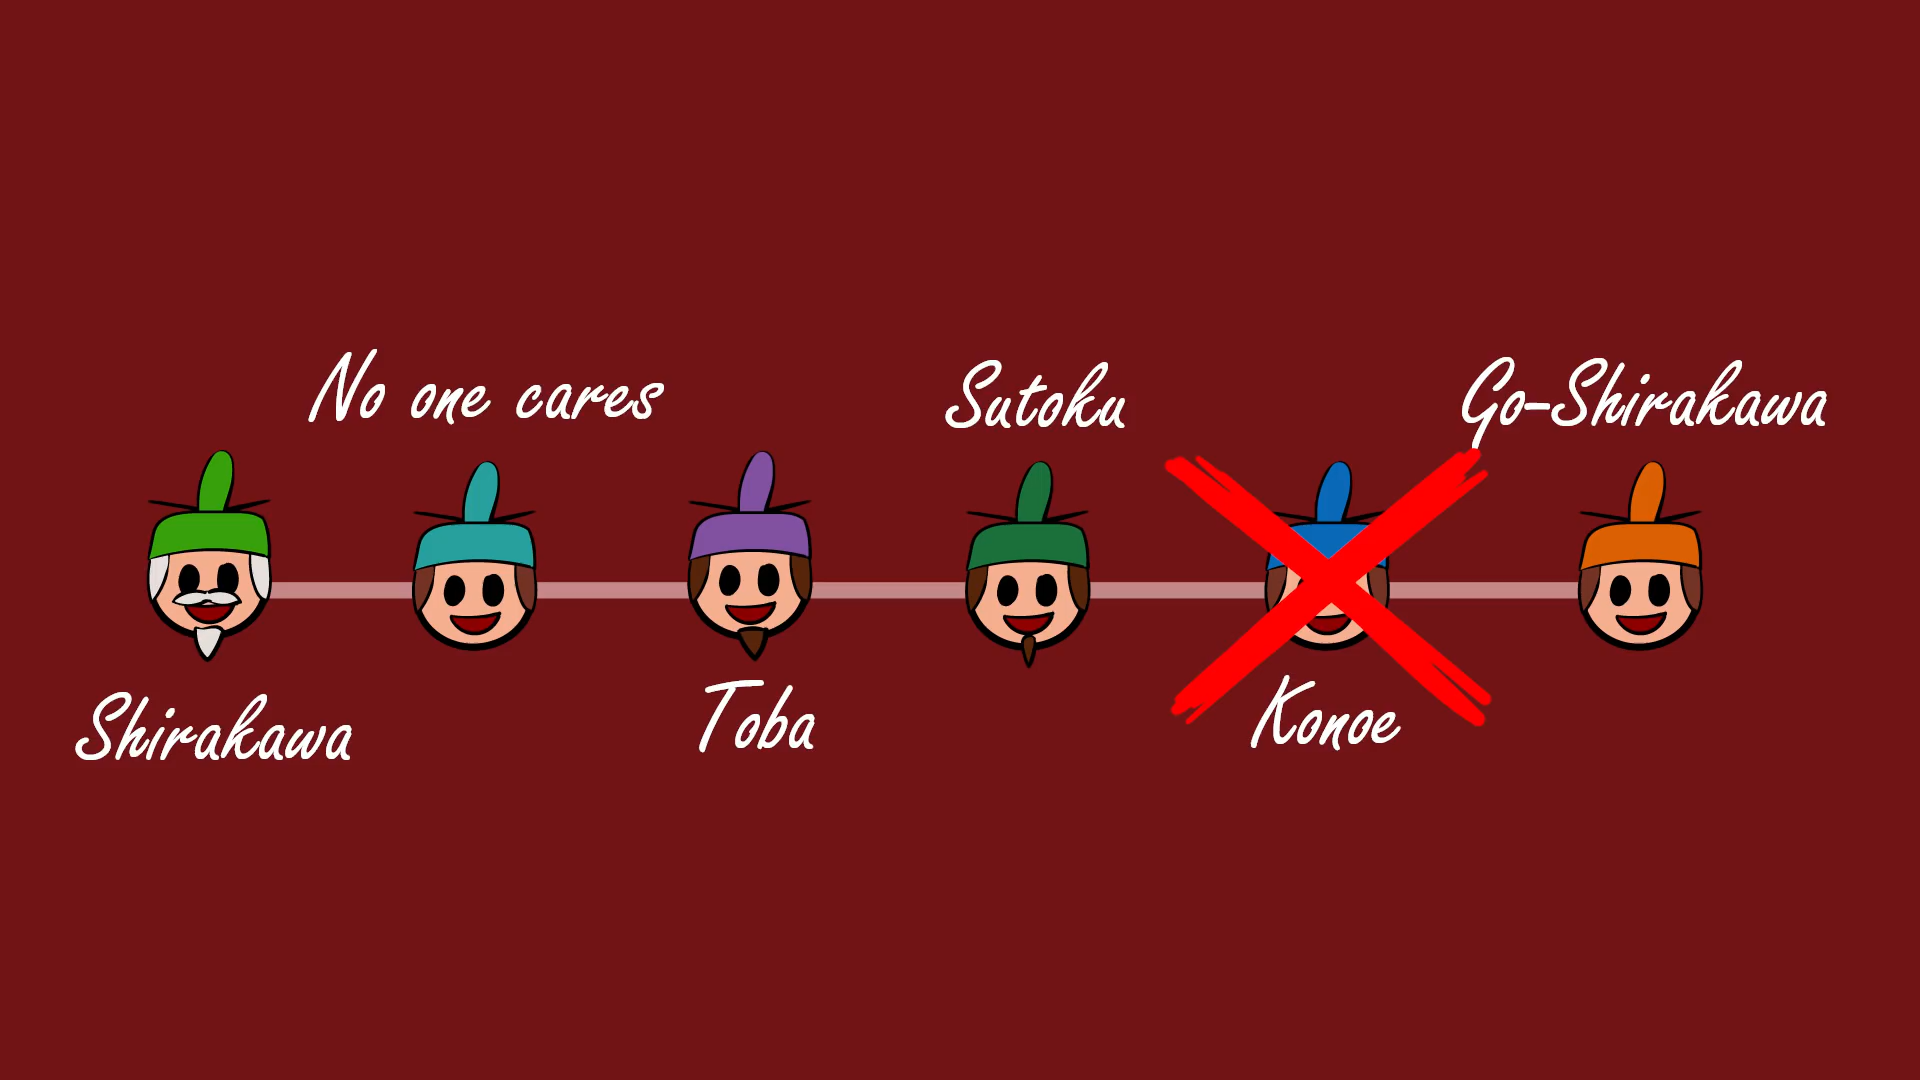 No one cares
Sutoku
Go-Shirakawa
Shirakawa
Toba
Konoe